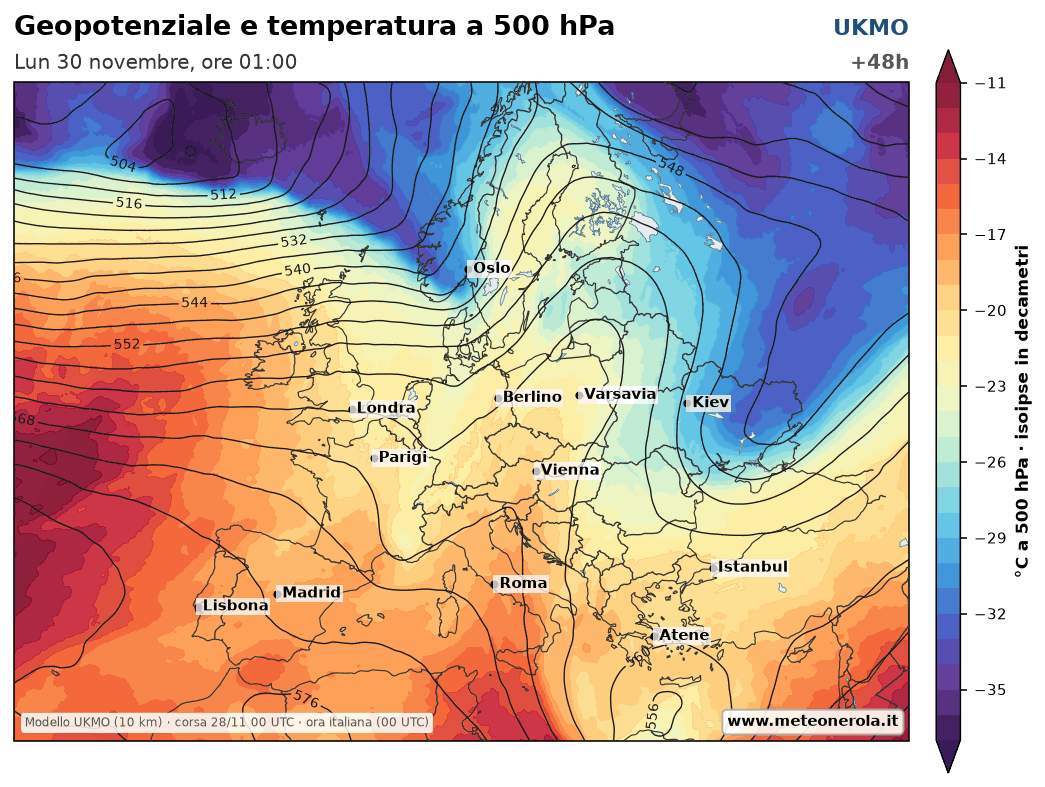 Geopotenziale e temperatura a 500 hPa
UKMO
Lun 30 novembre, ore 01:00
+48h
504
512
516
548
532
540
6
544
552
568
Oslo
Berlino
Varsavia
Kiev
Londra
Parigi
Vienna
Istanbul
Roma
Madrid
Lisbona
Atene
560
576
556
Modello UKMO (10 km) · corsa 28/11 00 UTC · ora italiana (00 UTC)
www.meteonerola.it
−11
−14
−17
−20
−23
−26
−29
−32
−35
°C a 500 hPa · isoipse in decametri